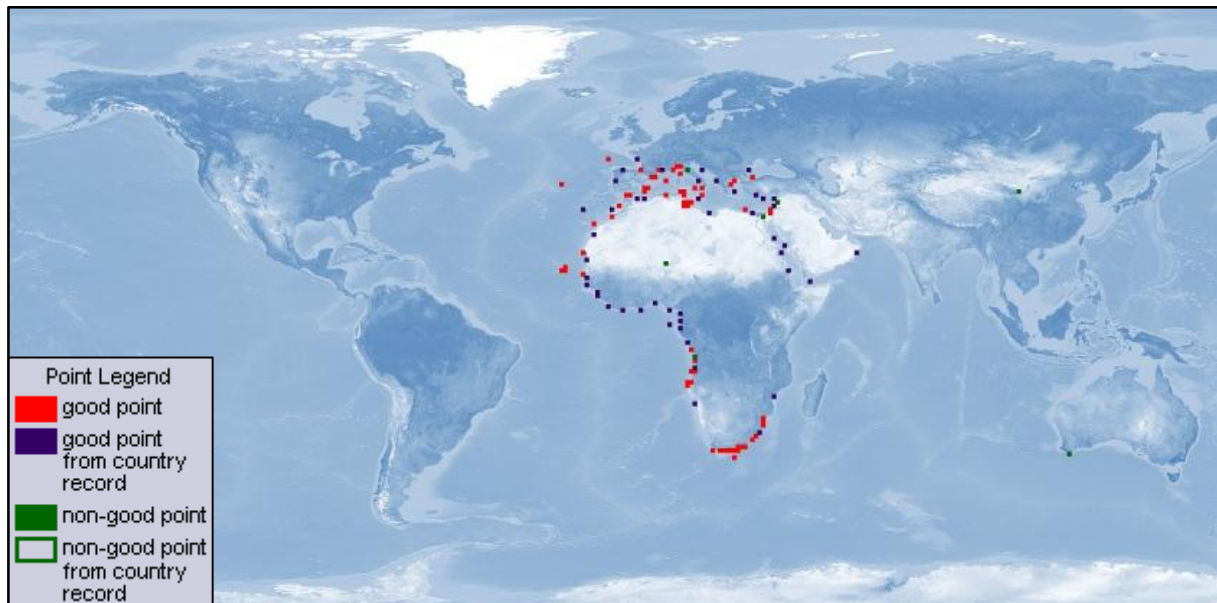 Point Legend
good point
good point
from country
record
non-good point
non-good point
from country
record